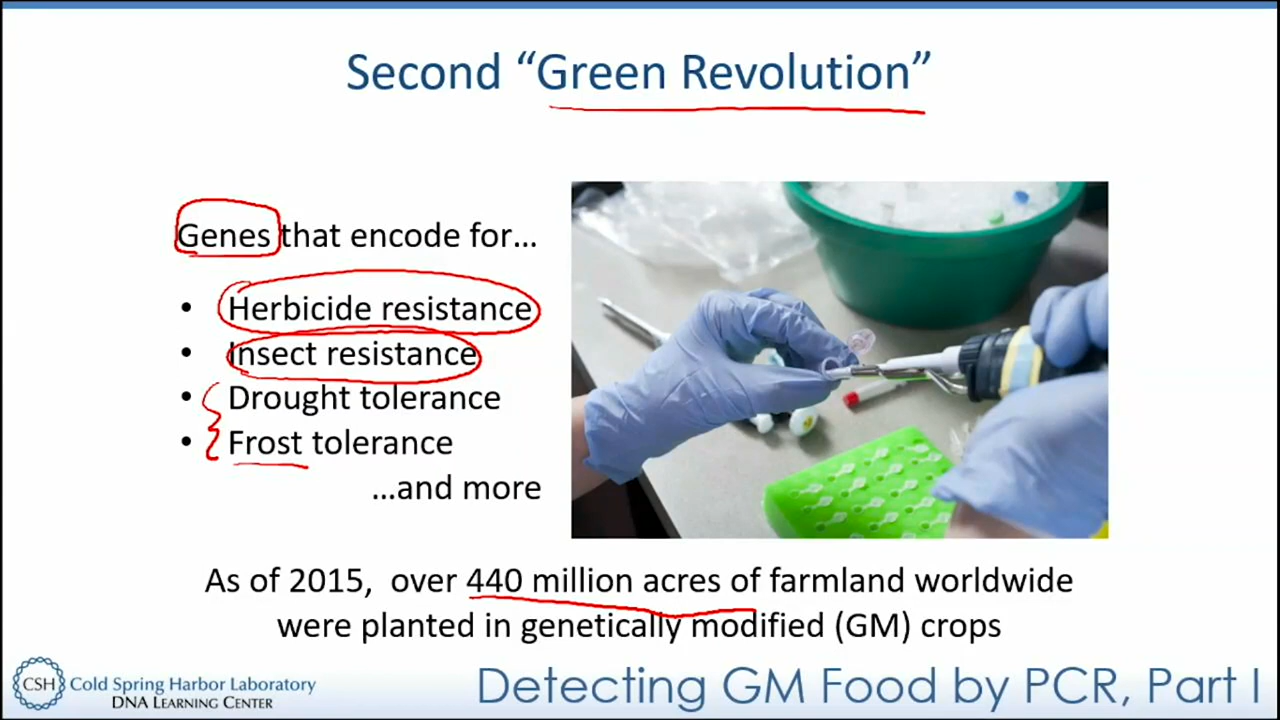 Second “Green Revolution”
Genes that encode for…
• Herbicide resistance
• Insect resistance
• Drought tolerance
• Frost tolerance
…and more
As of 2015, over 440 million acres of farmland worldwide
were planted in genetically modified (GM) crops
CSH Cold Spring Harbor Laboratory
DNA LEARNING CENTER
Detecting GM Food by PCR, Part I